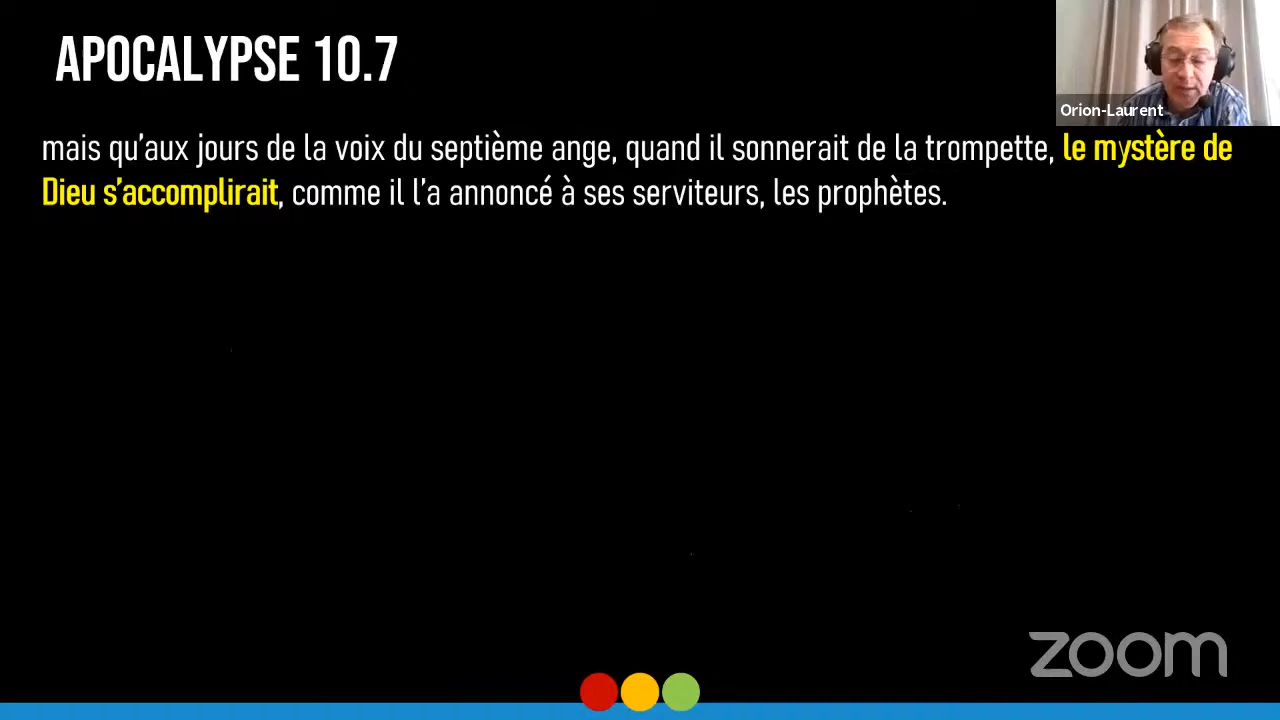 APOCALYPSE 10.7
Orion-Laurent
mais qu'aux jours de la voix du septième ange, quand il sonnerait de la trompette, le mystère de
Dieu s'accomplirait, comme il l'a annoncé à ses serviteurs, les prophètes.
zoom